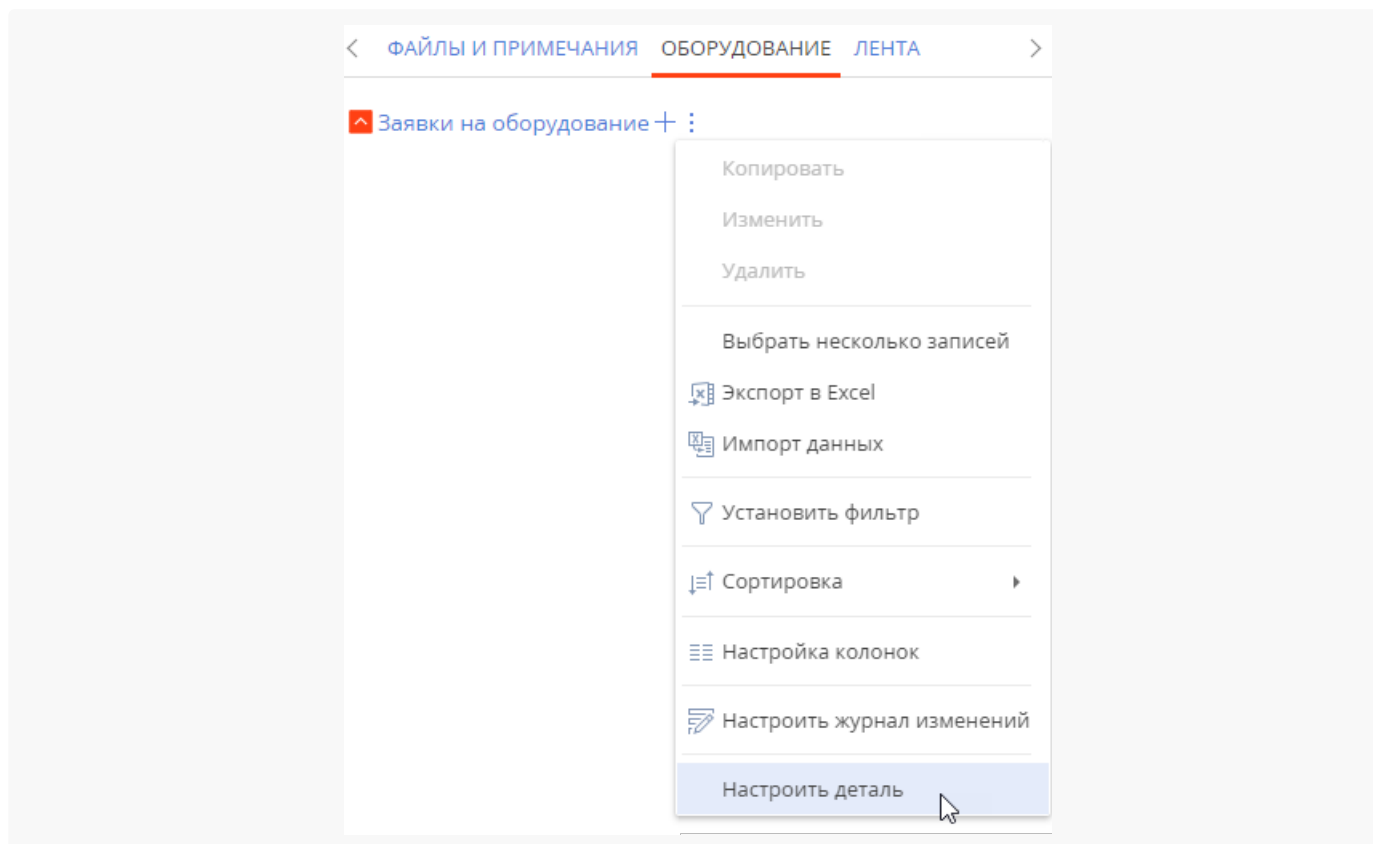 ФАЙЛЫ И ПРИМЕЧАНИЯ ОБОРУДОВАНИЕ ЛЕНТА
Заявки на оборудование
Копировать
Изменить
Удалить
Выбрать несколько записей
Экспорт в Excel
Импорт данных
Установить фильтр
Сортировка
Настройка колонок
Настроить журнал изменений
Настроить деталь